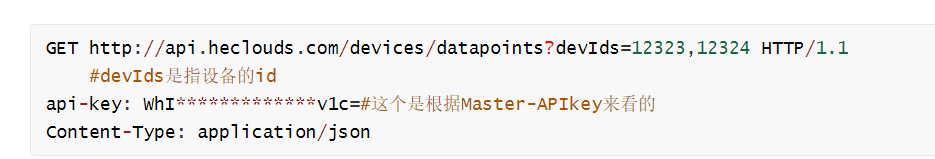 GET http://api.heclouds.com/devices/datapoints?devIds=12323,12324 HTTP/1.1
#devIds是指设备的id
api-key: WhI*************v1c=#这个是根据Master-APIkey来看的
Content-Type: application/json